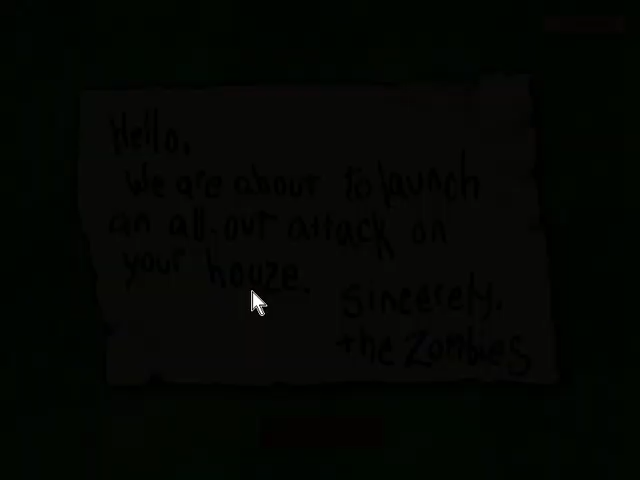 Hello,
We are about to launch
an all-out attack on
your houze.
Sincerely,
the Zombies